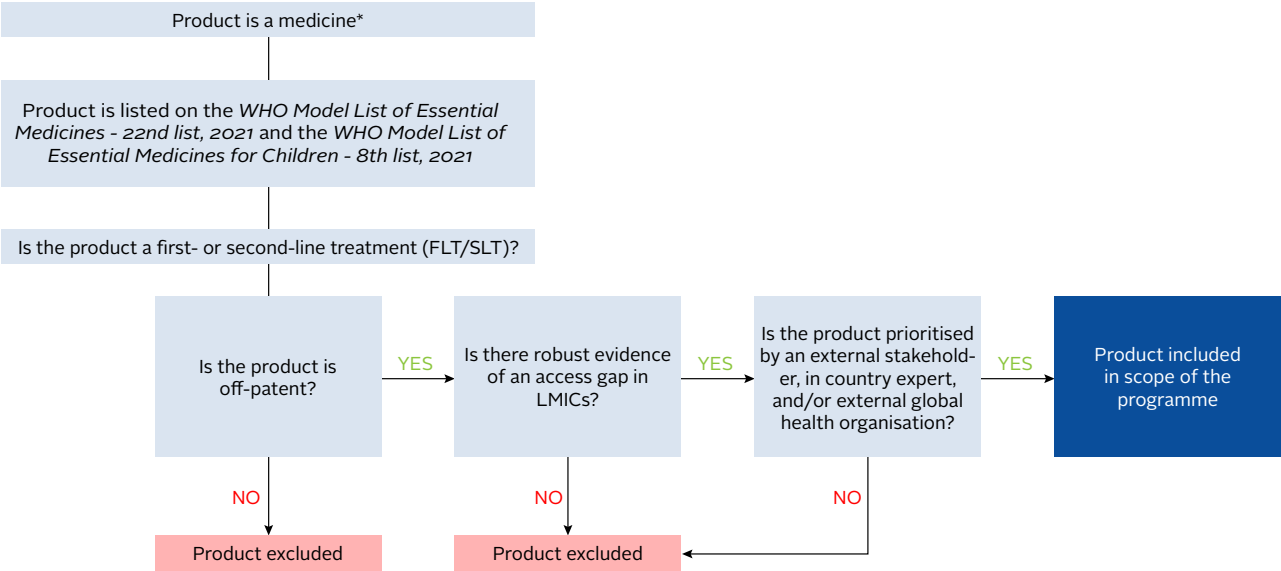 Product is a medicine*
Product is listed on the WHO Model List of Essential
Medicines - 22nd list, 2021 and the WHO Model List of
Essential Medicines for Children - 8th list, 2021
Is the product a first- or second-line treatment (FLT/SLT)?
Is the product is
off-patent?
YES
Is there robust evidence
of an access gap in
LMICs?
YES
Is the product prioritised
by an external stakehold-
er, in country expert,
and/or external global
health organisation?
YES
Product included
in scope of the
programme
NO
NO
NO
Product excluded
Product excluded